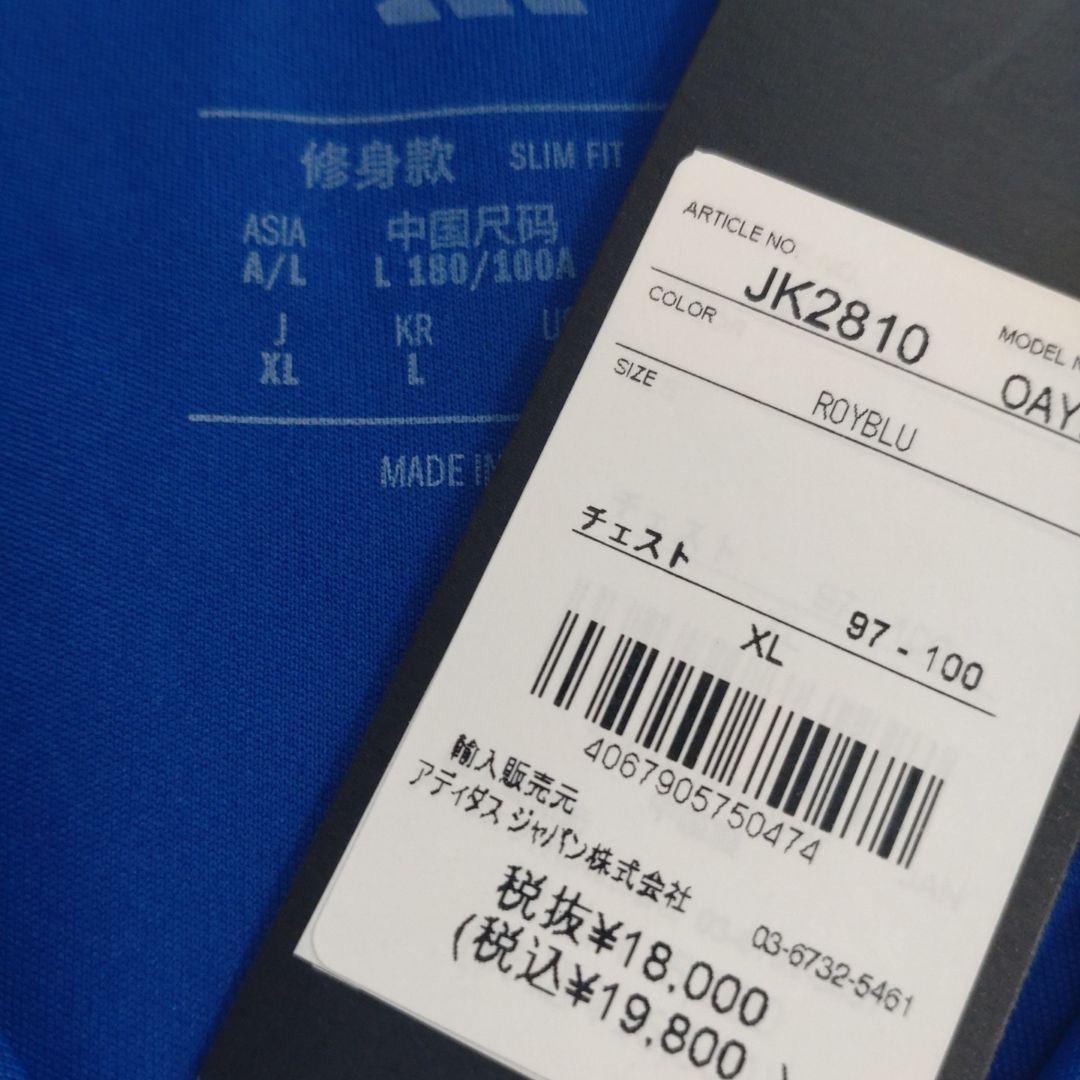 修身款 SLIM FIT
ASIA 中国尺码
A/L L 180/100A
J KR
XL L
MADE IN
ARTICLE NO.
JK2810
MODEL
OAY
COLOR
ROYBLU
SIZE
チェスト 97 - 100
XL
4067905750474
輸入販売元
アディダス ジャパン株式会社
03-6732-5461
税抜¥18,000
(税込¥19,800 )